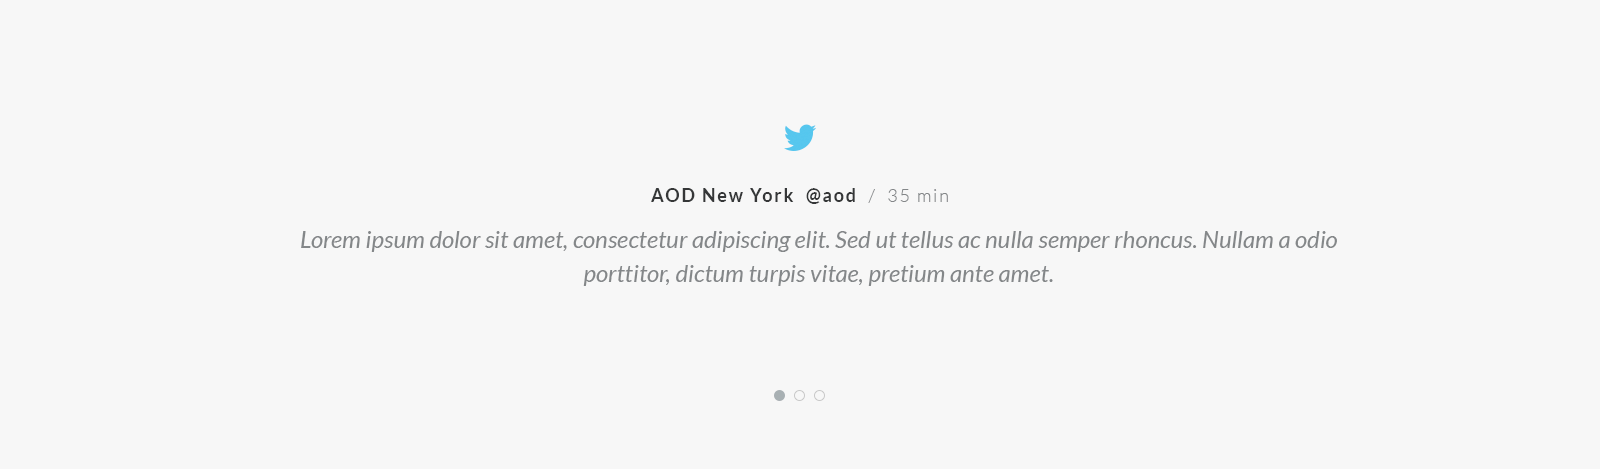 AOD New York @aod / 35 min
Lorem ipsum dolor sit amet, consectetur adipiscing elit. Sed ut tellus ac nulla semper rhoncus. Nullam a odio
porttitor, dictum turpis vitae, pretium ante amet.